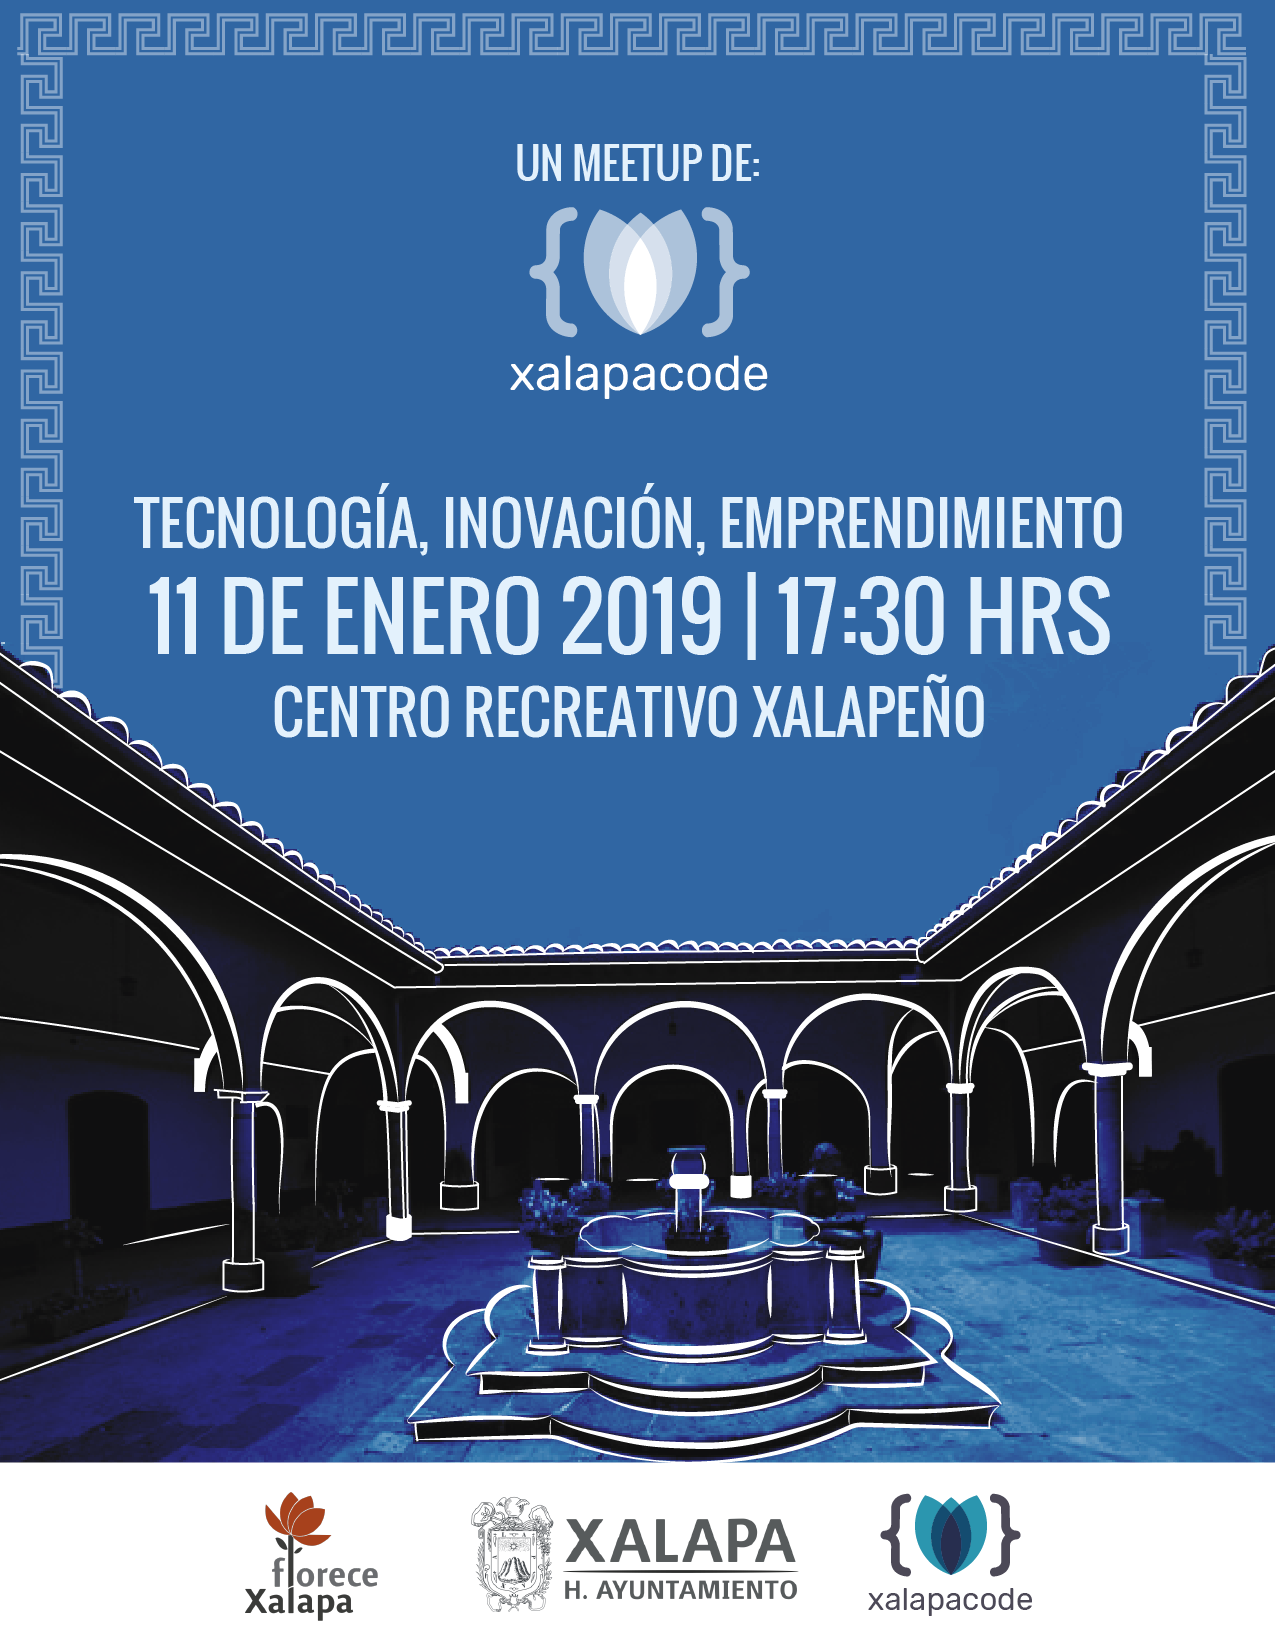 UN MEETUP DE:
xalapacode
TECNOLOGÍA, INOVACIÓN, EMPRENDIMIENTO
11 DE ENERO 2019 | 17:30 HRS
CENTRO RECREATIVO XALAPEÑO
florece
Xalapa
XALAPA
H. AYUNTAMIENTO
xalapacode